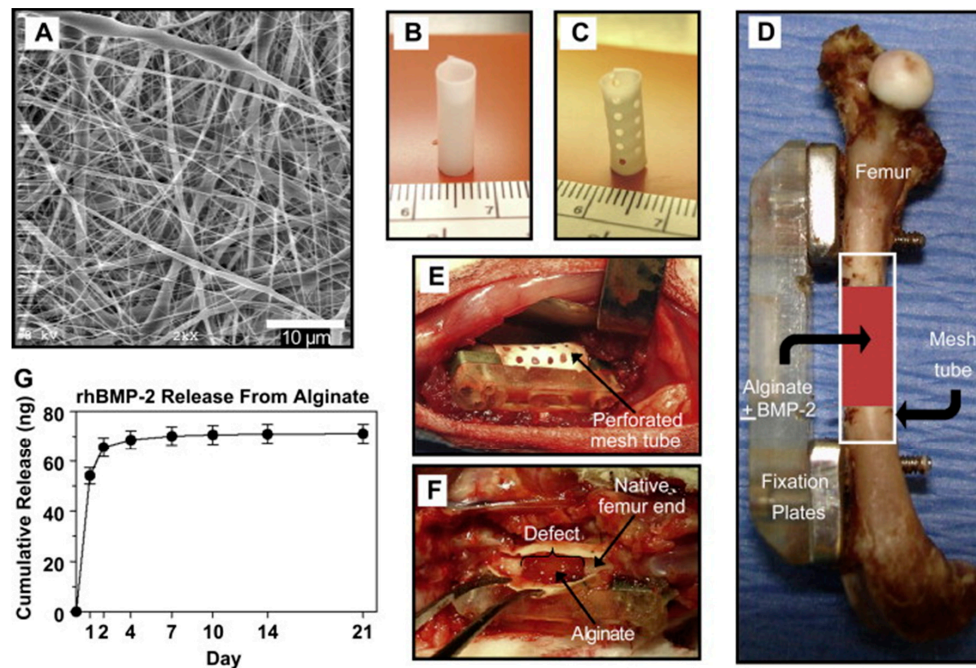 A
8 kV
2kX
10 µm
B
6
7
C
6
7
D
Femur
Mesh
tube
Alginate
+ BMP-2
Fixation
Plates
E
Perforated
mesh tube
F
Native
femur end
Defect
Alginate
G
rhBMP-2 Release From Alginate
Cumulative Release (ng)
80
60
40
20
0
1 2 4 7 10 14 21
Day